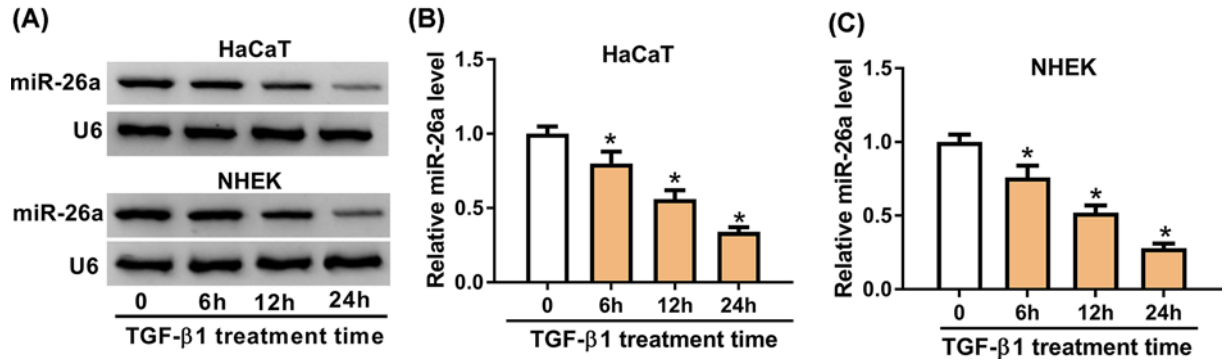 (A)
HaCaT
miR-26a
U6
NHEK
miR-26a
U6
0 6h 12h 24h
TGF-β1 treatment time
(B)
HaCaT
Relative miR-26a level
1.5
1.0
0.5
0.0
* * *
0 6h 12h 24h
TGF-β1 treatment time
(C)
NHEK
Relative miR-26a level
1.5
1.0
0.5
0.0
* * *
0 6h 12h 24h
TGF-β1 treatment time